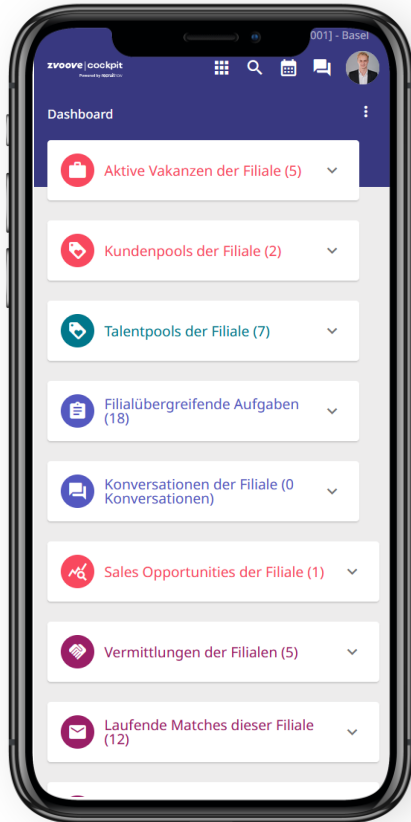 001] - Basel
zvoove | cockpit
Powered by
Dashboard
Aktive Vakanzen der Filiale (5)
Kundenpools der Filiale (2)
Talentpools der Filiale (7)
Filialübergreifende Aufgaben
(18)
Konversationen der Filiale (0
Konversationen)
Sales Opportunities der Filiale (1)
Vermittlungen der Filialen (5)
Laufende Matches dieser Filiale
(12)